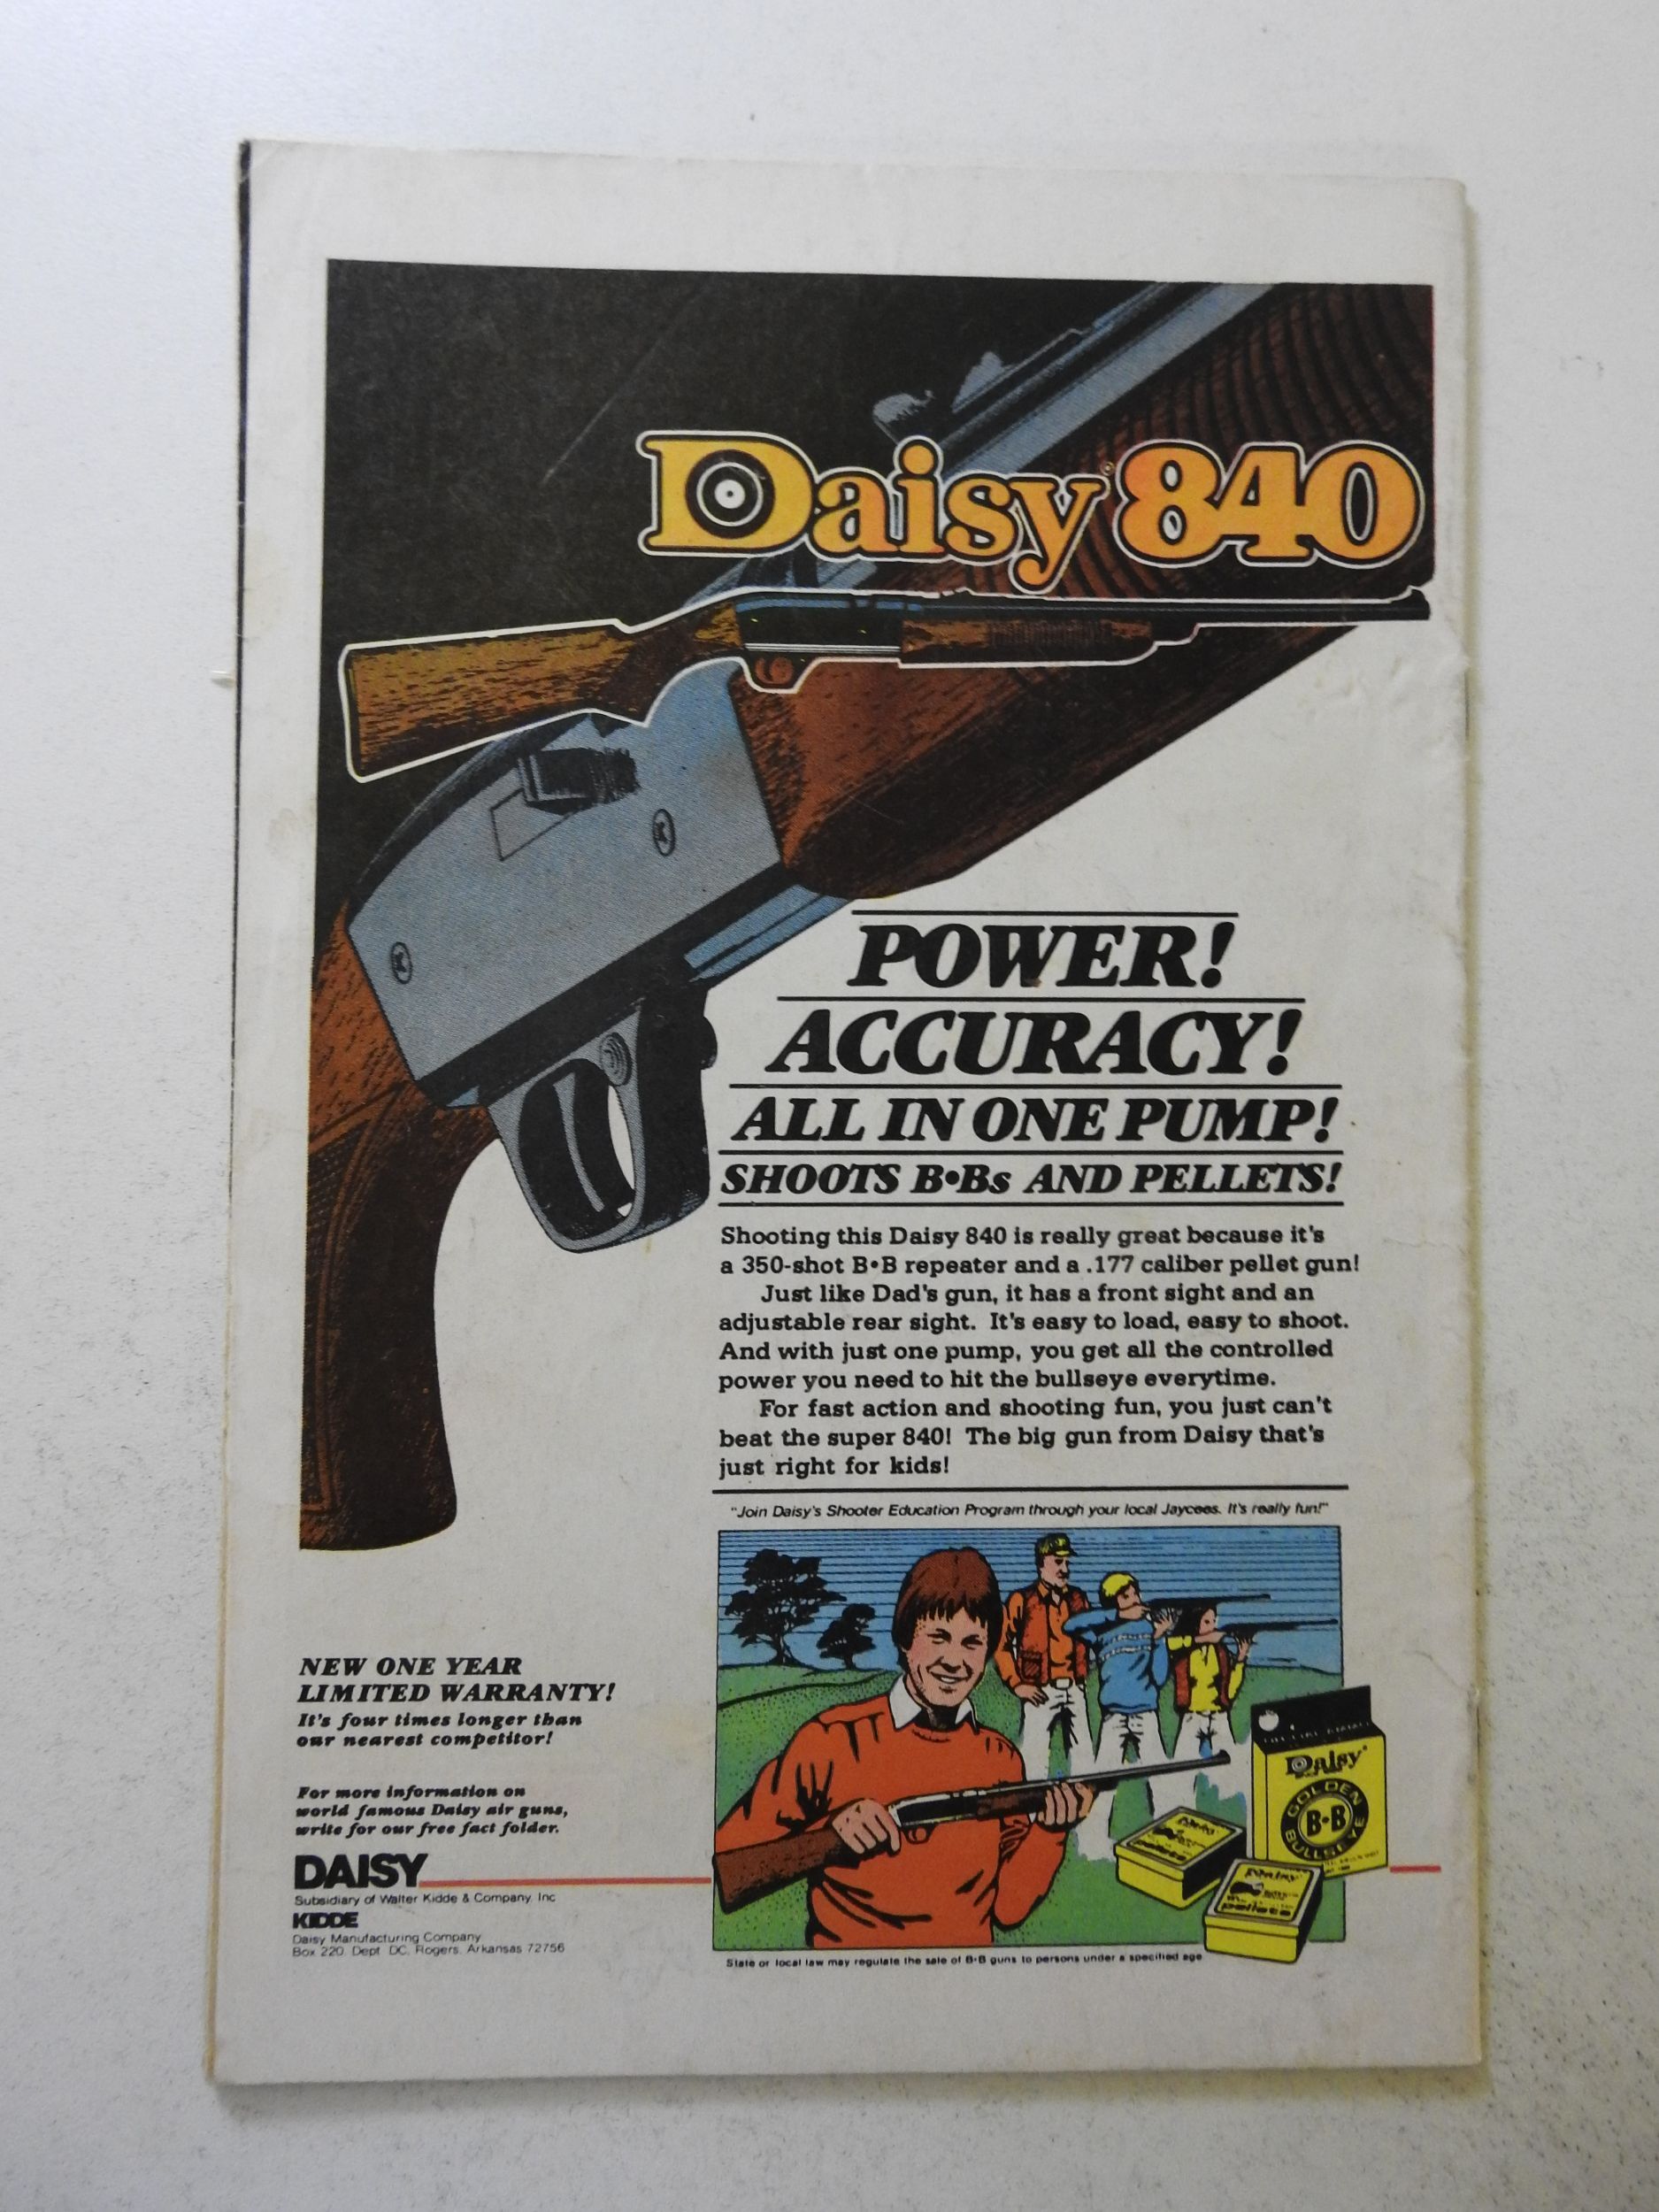 Daisy® 840
POWER!
ACCURACY!
ALL IN ONE PUMP!
SHOOTS B•Bs AND PELLETS!
Shooting this Daisy 840 is really great because it's
a 350-shot B•B repeater and a .177 caliber pellet gun!
Just like Dad's gun, it has a front sight and an
adjustable rear sight. It's easy to load, easy to shoot.
And with just one pump, you get all the controlled
power you need to hit the bullseye everytime.
For fast action and shooting fun, you just can't
beat the super 840! The big gun from Daisy that's
just right for kids!
"Join Daisy's Shooter Education Program through your local Jaycees. It's really fun!"
NEW ONE YEAR
LIMITED WARRANTY!
It's four times longer than
our nearest competitor!
For more information on
world famous Daisy air guns,
write for our free fact folder.
DAISY
Subsidiary of Walter Kidde & Company, Inc
KIDDE
Daisy Manufacturing Company
Box 220, Dept. DC, Rogers, Arkansas 72756
Daisy
GOLDEN
B•B
BULLSEYE
Daisy
pellets
Daisy
pellets
State or local law may regulate the sale of B•B guns to persons under a specified age